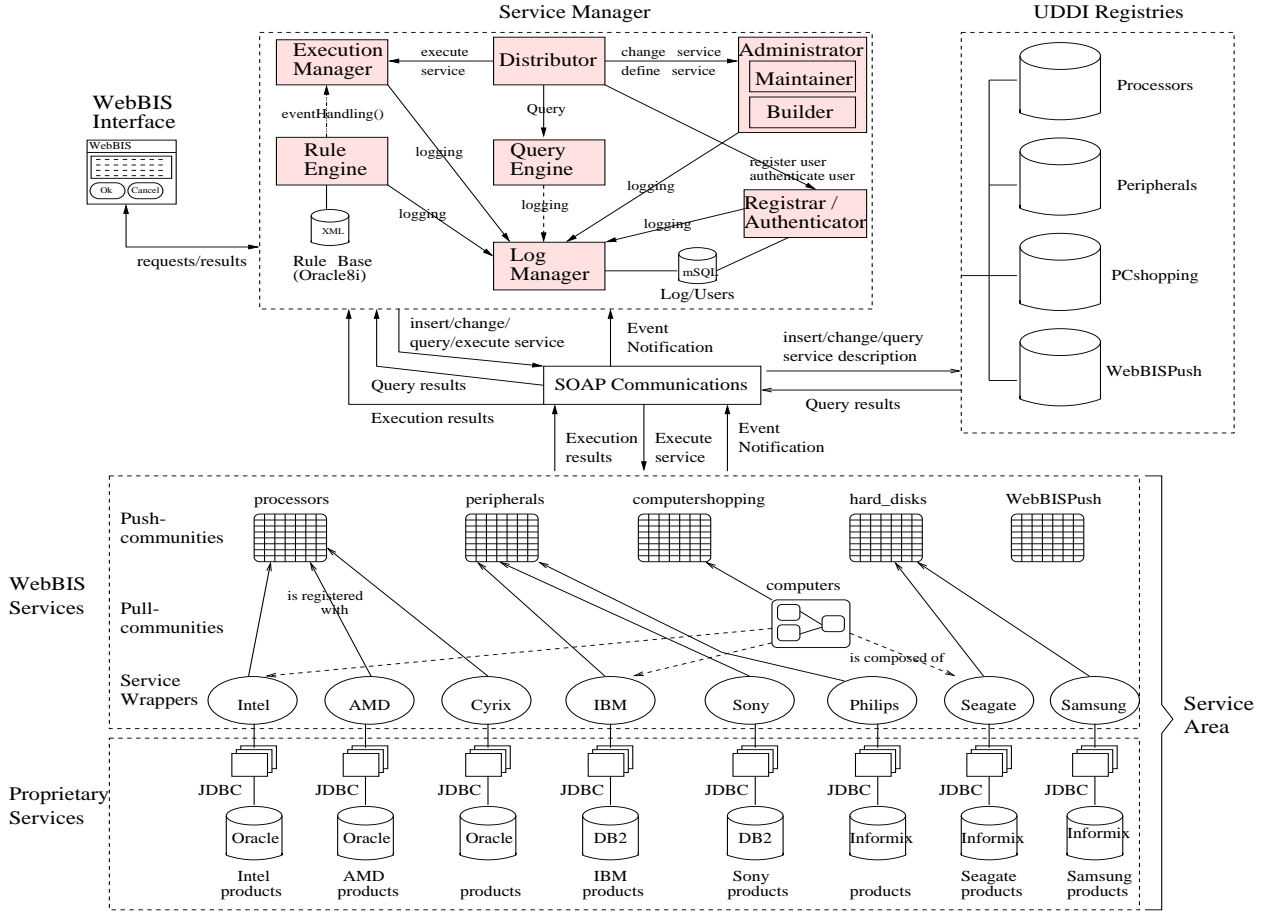 Service Manager
UDDI Registries
Execution
Manager
execute
service
Distributor
change service
define service
Administrator
Maintainer
Builder
WebBIS
Interface
WebBIS
Ok
Cancel
requests/results
eventHandling()
Query
Rule
Engine
logging
Query
Engine
register user
authenticate user
logging
logging
logging
logging
Registrar /
Authenticator
XML
Rule Base
(Oracle8i)
Log
Manager
mSQL
Log/Users
Processors
Peripherals
PCshopping
WebBISPush
insert/change/
query/execute service
Event
Notification
insert/change/query
service description
Query results
SOAP Communications
Query results
Execution results
Execution
results
Execute
service
Event
Notification
processors
peripherals
computershopping
hard_disks
WebBISPush
Push-
communities
WebBIS
Services
is registered
with
computers
Pull-
communities
is composed of
Service
Wrappers
Intel
AMD
Cyrix
IBM
Sony
Philips
Seagate
Samsung
Service
Area
Proprietary
Services
JDBC
JDBC
JDBC
JDBC
JDBC
JDBC
JDBC
JDBC
Oracle
Oracle
Oracle
DB2
DB2
Informix
Informix
Informix
Intel
products
AMD
products
products
IBM
products
Sony
products
products
Seagate
products
Samsung
products